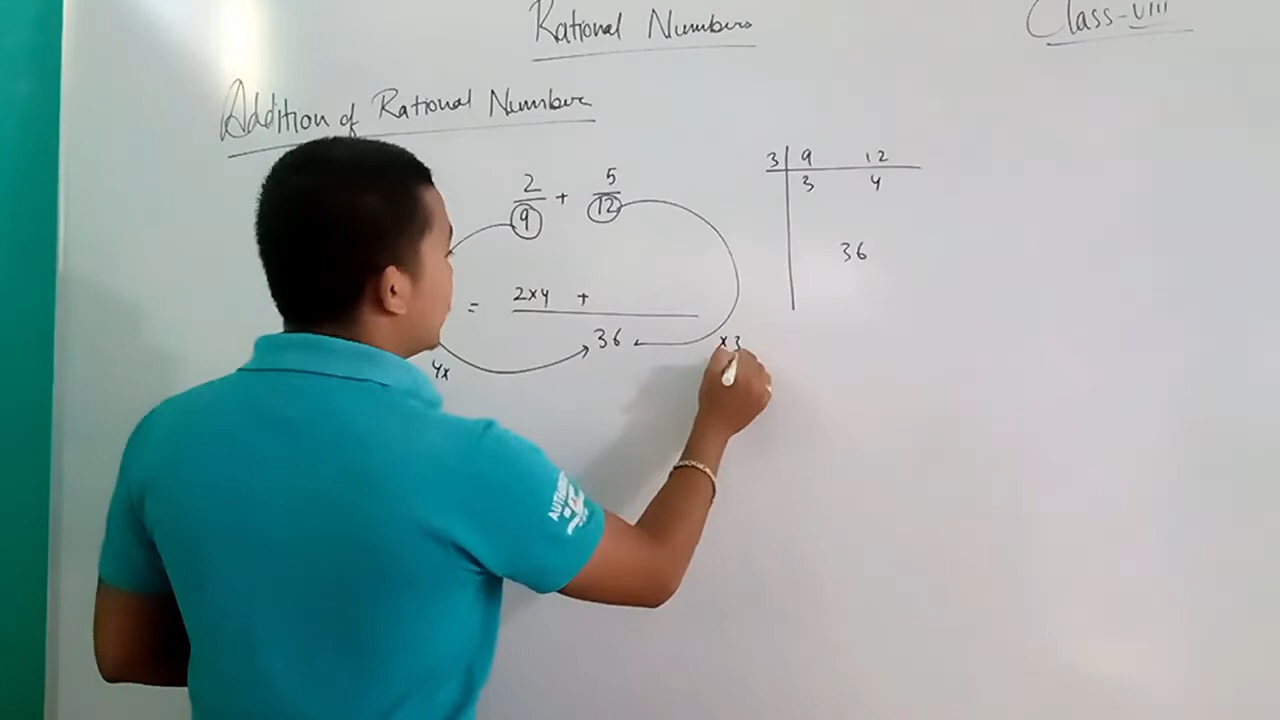 Rational Numbers
Class-VIII
Addition of Rational Number
2/9 + 5/12
3 | 9 12
3 4
36
= 2x4 +
36
4x
x3